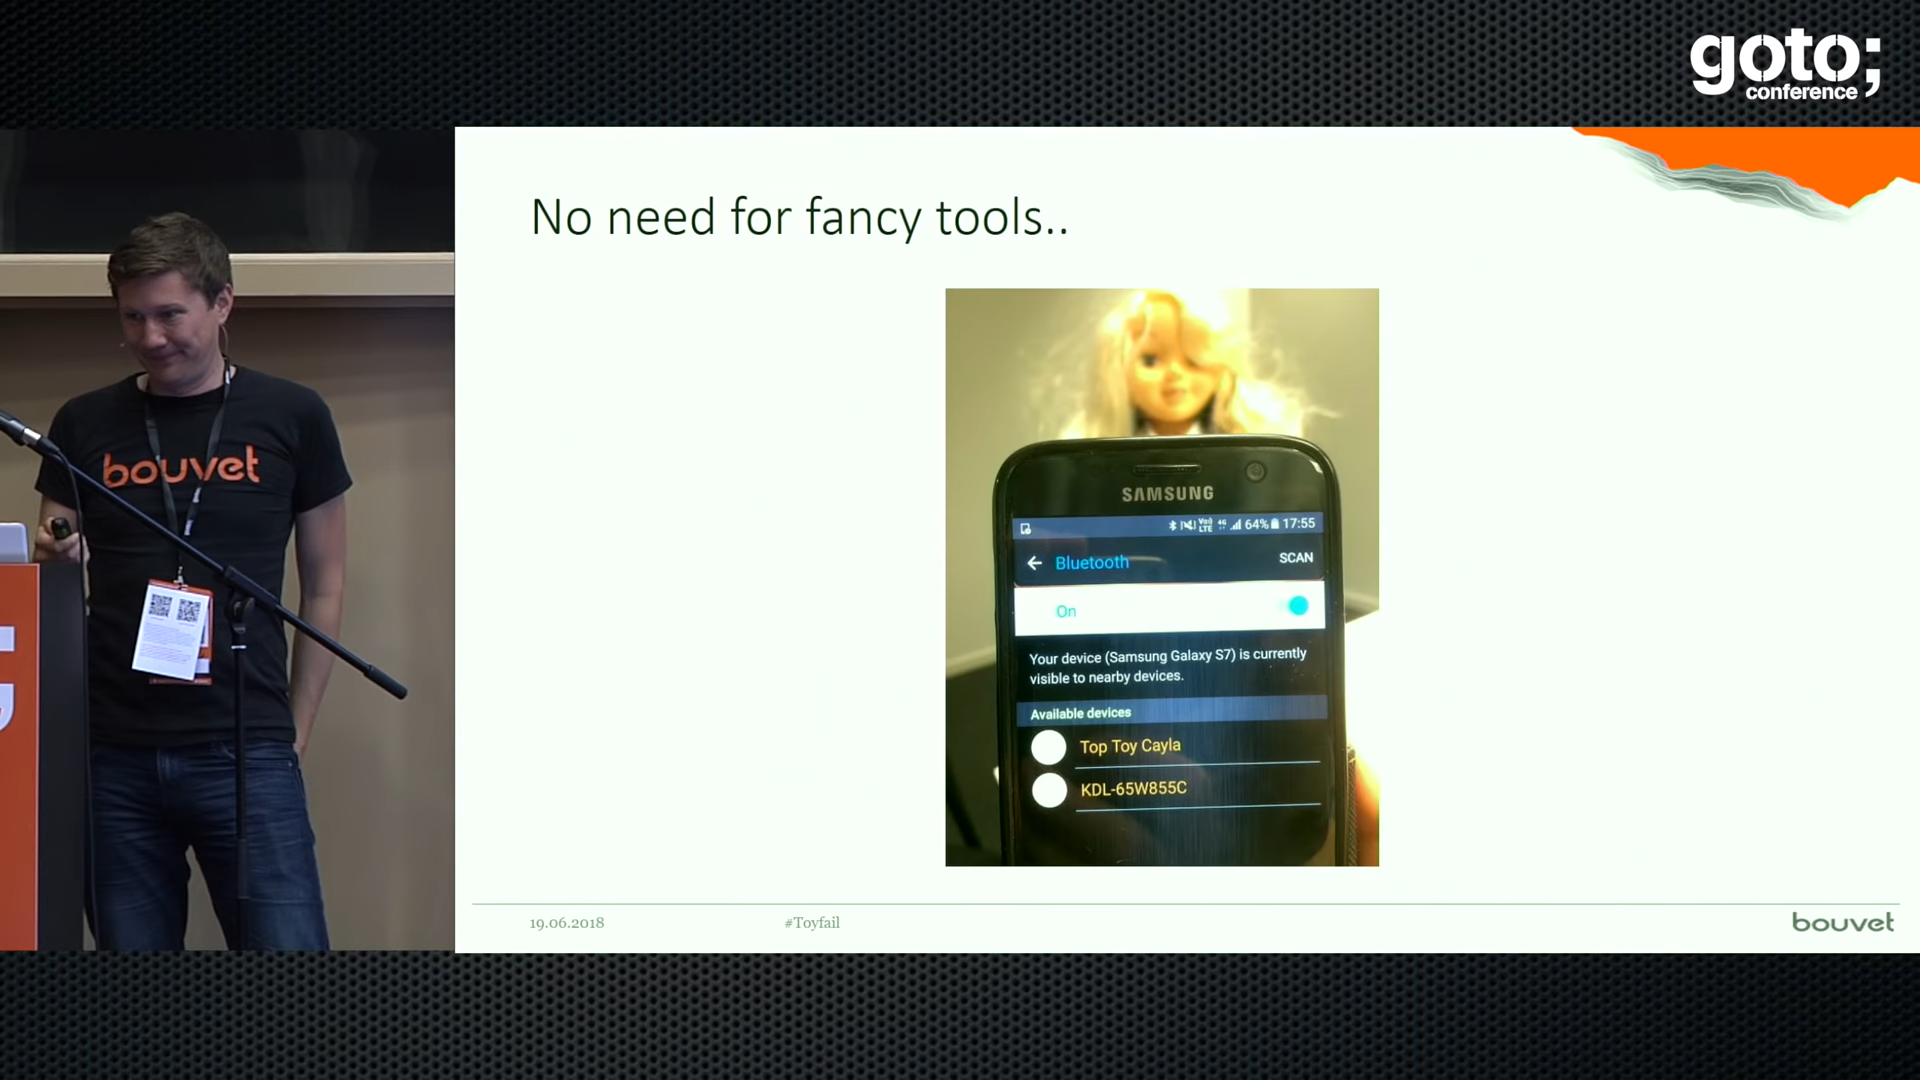 goto;
conference
No need for fancy tools..
bouvet
SAMSUNG
64% 17:55
Bluetooth
SCAN
On
Your device (Samsung Galaxy S7) is currently
visible to nearby devices.
Available devices
Top Toy Cayla
KDL-65W855C
19.06.2018
#Toyfail
bouvet